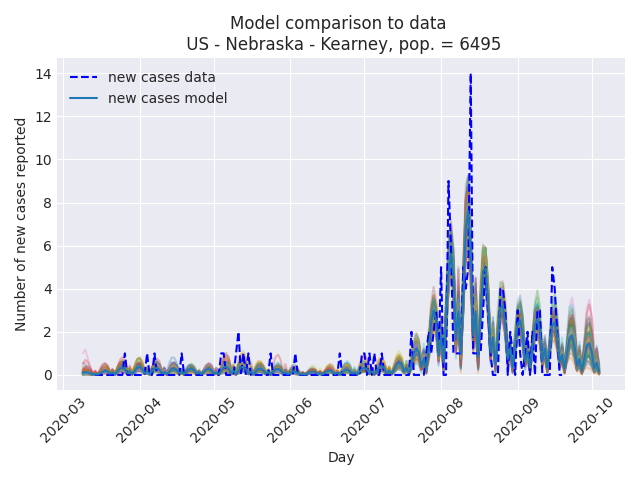 Model comparison to data
US - Nebraska - Kearney, pop. = 6495
new cases data
new cases model
Number of new cases reported
14
12
10
8
6
4
2
0
2020-03
2020-04
2020-05
2020-06
2020-07
2020-08
2020-09
2020-10
Day